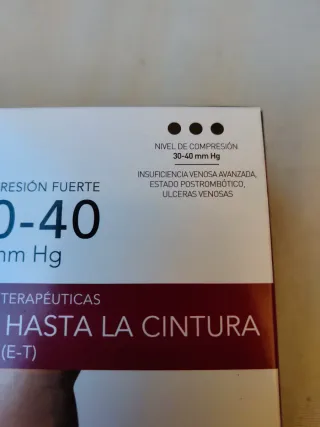 NIVEL DE COMPRESIÓN
30-40 mm Hg
INSUFICIENCIA VENOSA AVANZADA,
ESTADO POSTROMBÓTICO,
ULCERAS VENOSAS
RESIÓN FUERTE
0-40
mm Hg
TERAPÉUTICAS
HASTA LA CINTURA
(E-T)